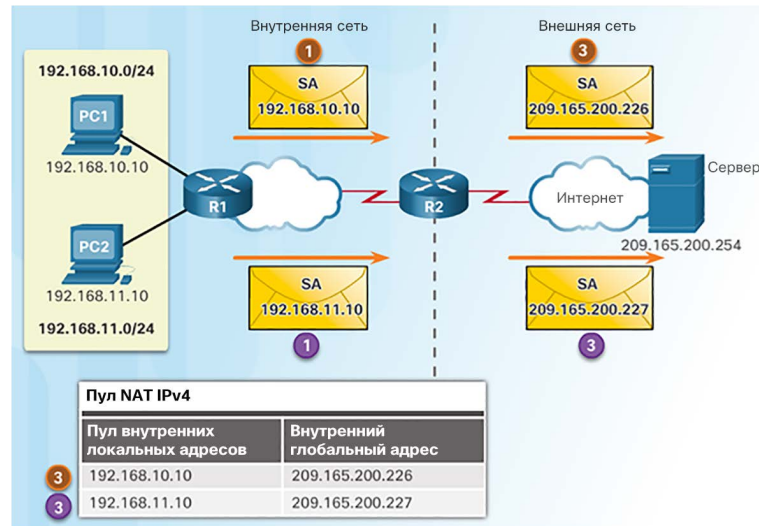 Внутренняя сеть
Внешняя сеть
1
3
192.168.10.0/24
SA
192.168.10.10
SA
209.165.200.226
PC1
192.168.10.10
R1
R2
Интернет
Сервер
209.165.200.254
PC2
192.168.11.10
192.168.11.0/24
SA
192.168.11.10
SA
209.165.200.227
1
3
Пул NAT IPv4
Пул внутренних
локальных адресов
Внутренний
глобальный адрес
3
192.168.10.10
209.165.200.226
3
192.168.11.10
209.165.200.227